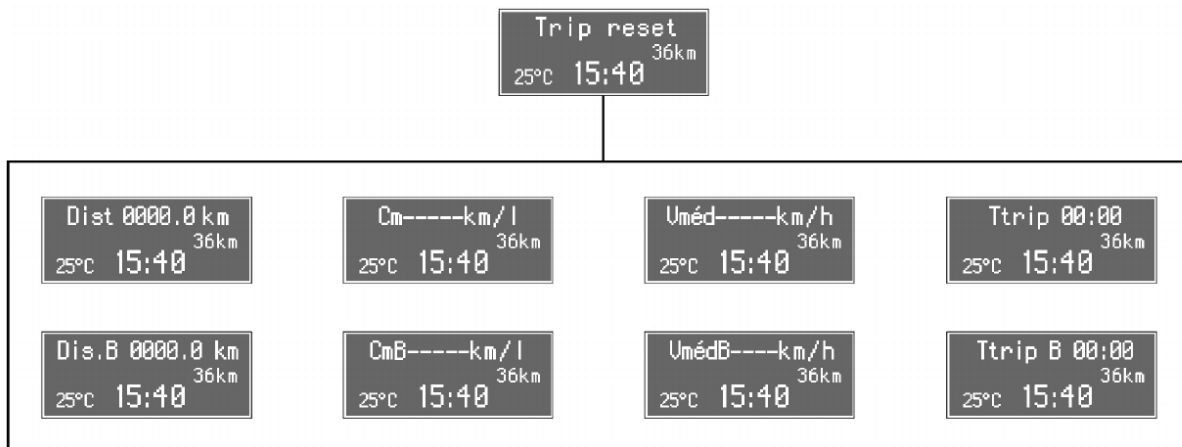 Trip reset
36km
25°C 15:40
Dist 0000.0 km
36km
25°C 15:40
Cm-----km/l
36km
25°C 15:40
Vméd-----km/h
36km
25°C 15:40
Ttrip 00:00
36km
25°C 15:40
Dis.B 0000.0 km
36km
25°C 15:40
CmB-----km/l
36km
25°C 15:40
VmédB----km/h
36km
25°C 15:40
Ttrip B 00:00
36km
25°C 15:40